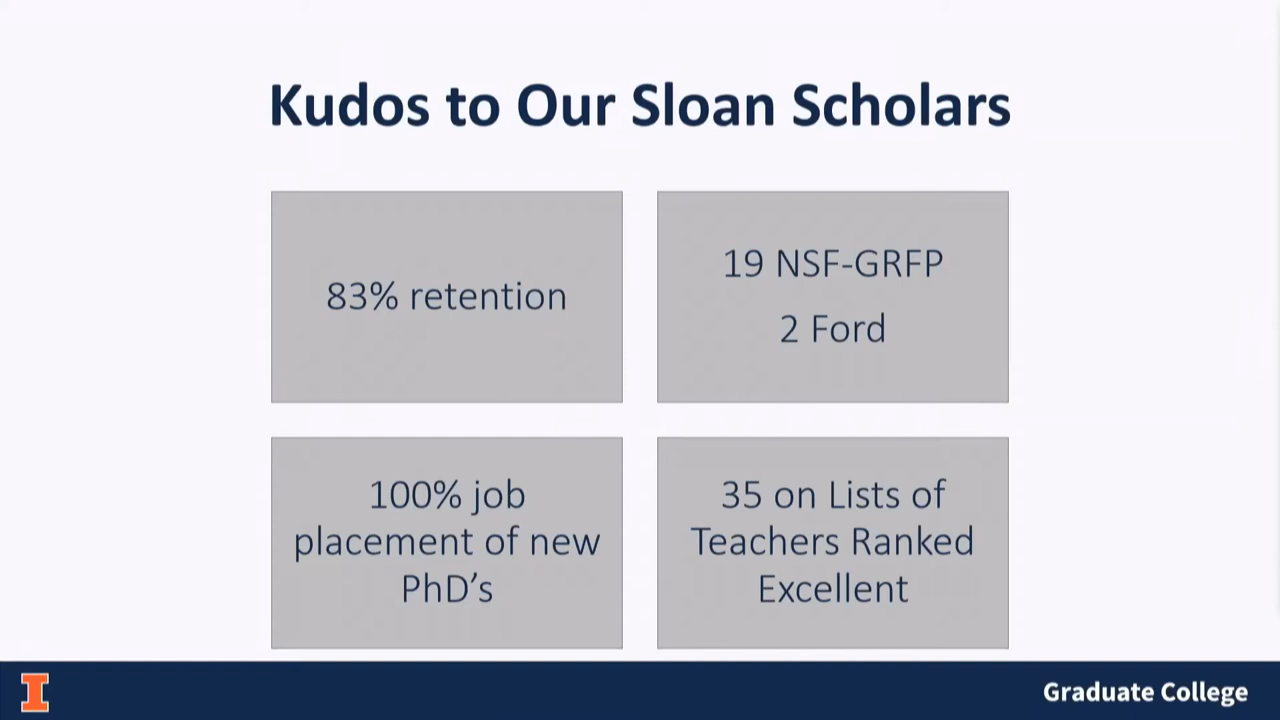 Kudos to Our Sloan Scholars
83% retention
19 NSF-GRFP
2 Ford
100% job
placement of new
PhD’s
35 on Lists of
Teachers Ranked
Excellent
I
Graduate College